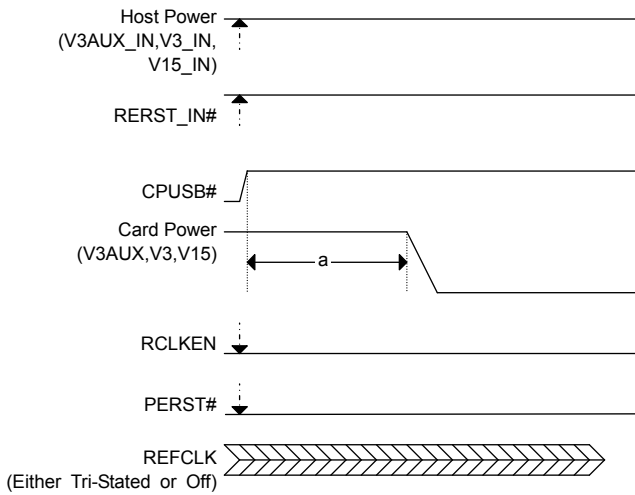 Host Power
(V3AUX_IN,V3_IN,
V15_IN)
RERST_IN#
CPUSB#
Card Power
(V3AUX,V3,V15)
a
RCLKEN
PERST#
REFCLK
(Either Tri-Stated or Off)